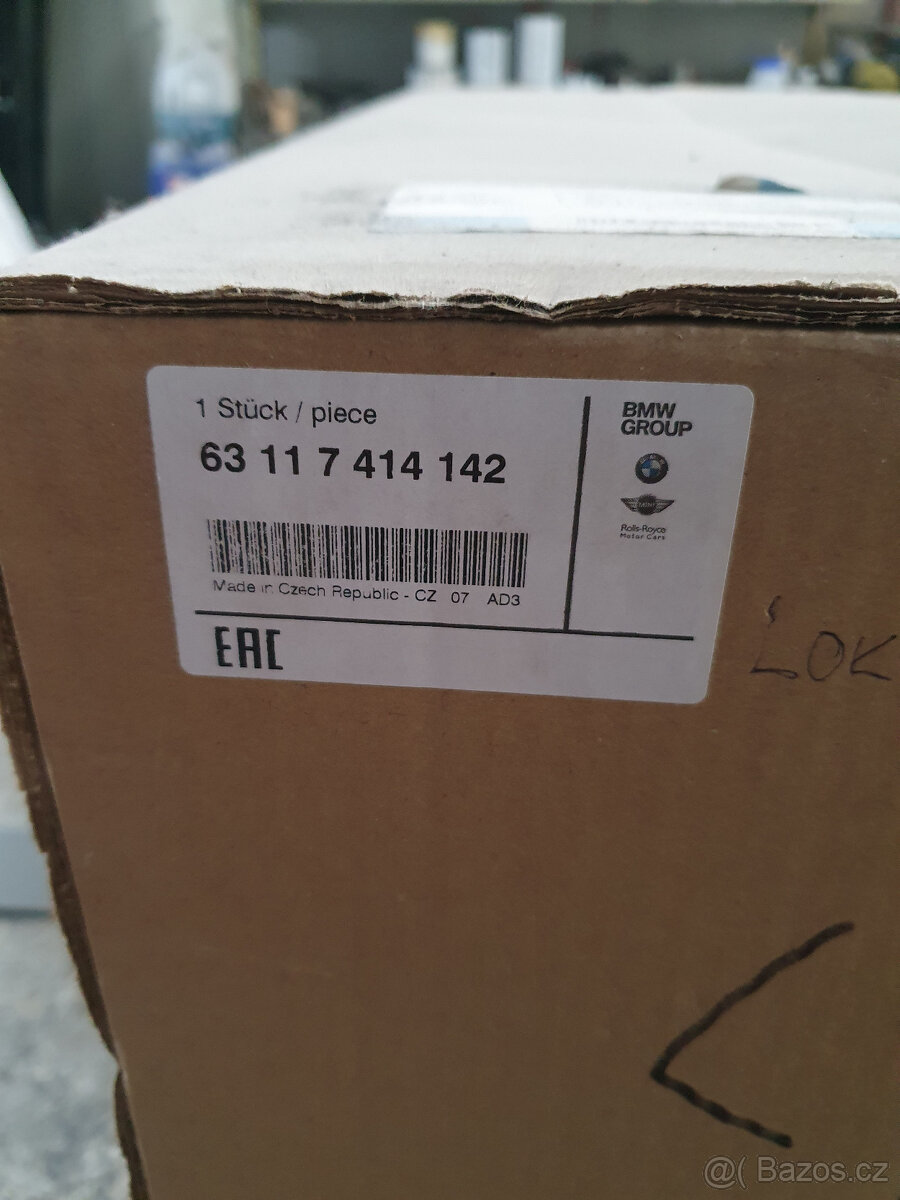 1 Stück / piece
63 11 7 414 142
Made in Czech Republic - CZ 07 AD3
EAC
BMW
GROUP
MINI
Rolls-Royce
Motor Cars
LOK
@( Bazos.cz